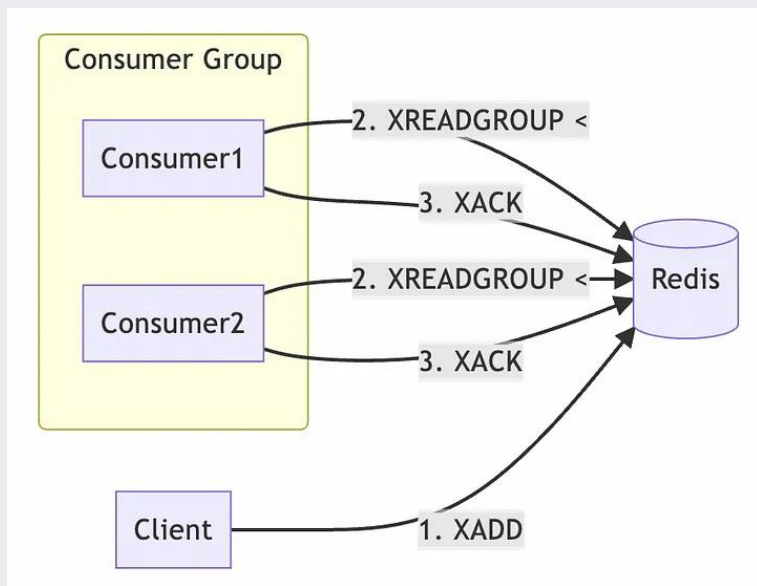 Consumer Group
2. XREADGROUP <
Consumer1
3. XACK
2. XREADGROUP <
Redis
Consumer2
3. XACK
Client
1. XADD